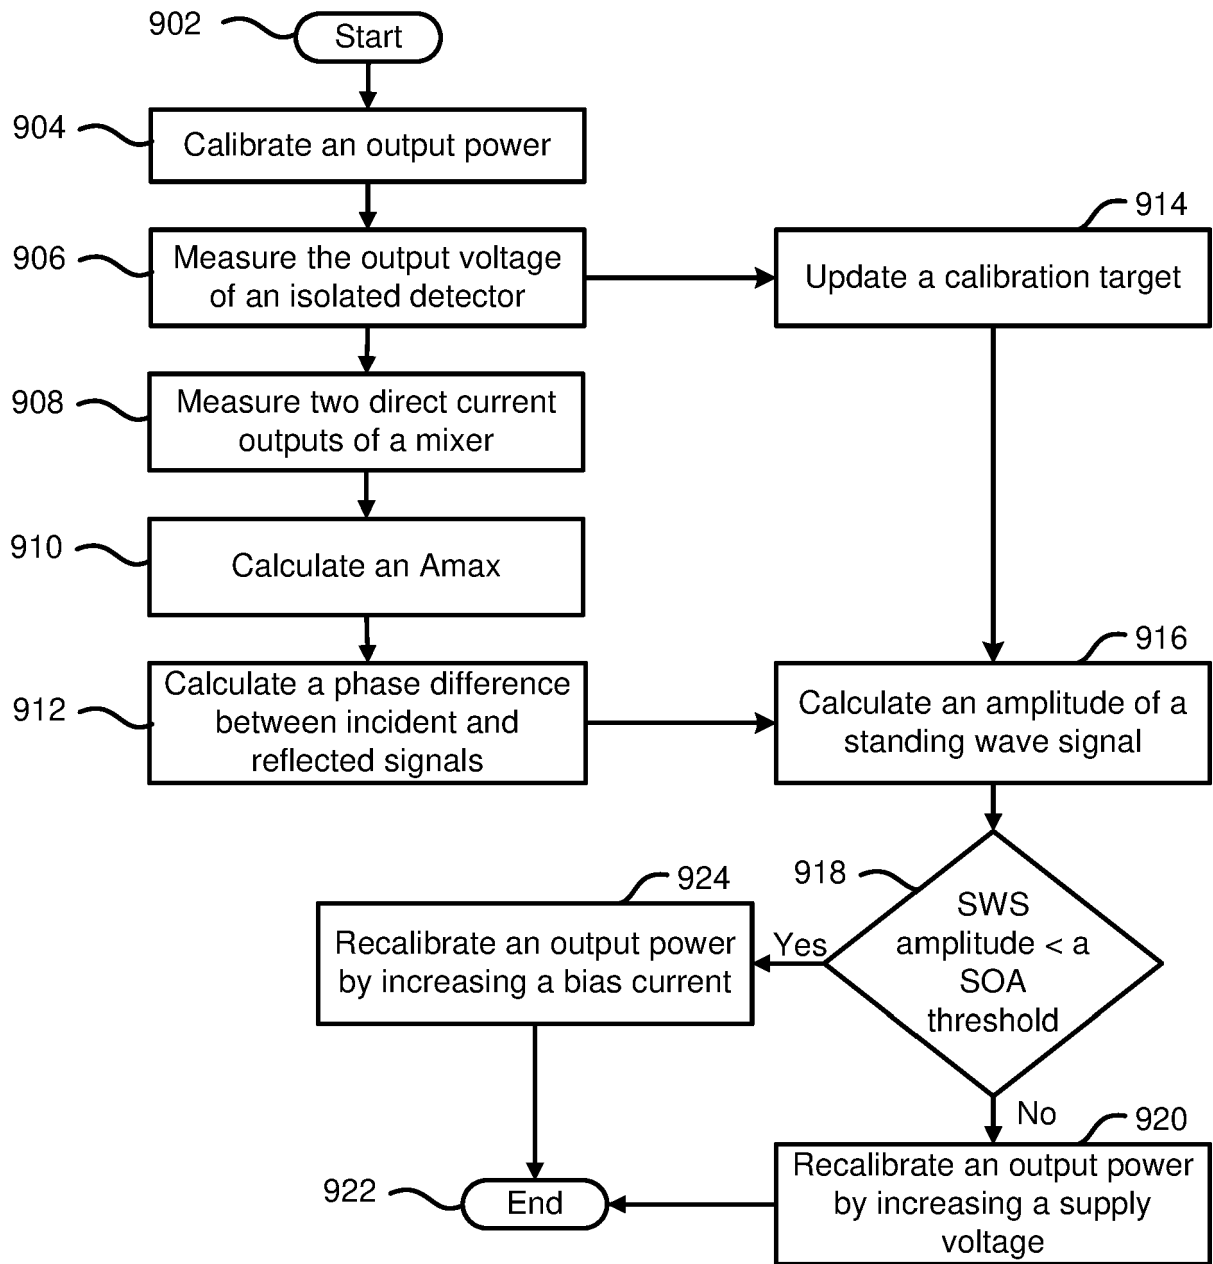 902
Start
904
Calibrate an output power
906
Measure the output voltage
of an isolated detector
914
Update a calibration target
908
Measure two direct current
outputs of a mixer
910
Calculate an Amax
912
Calculate a phase difference
between incident and
reflected signals
916
Calculate an amplitude of a
standing wave signal
918
SWS
amplitude < a
SOA
threshold
Yes
No
924
Recalibrate an output power
by increasing a bias current
920
Recalibrate an output power
by increasing a supply
voltage
922
End